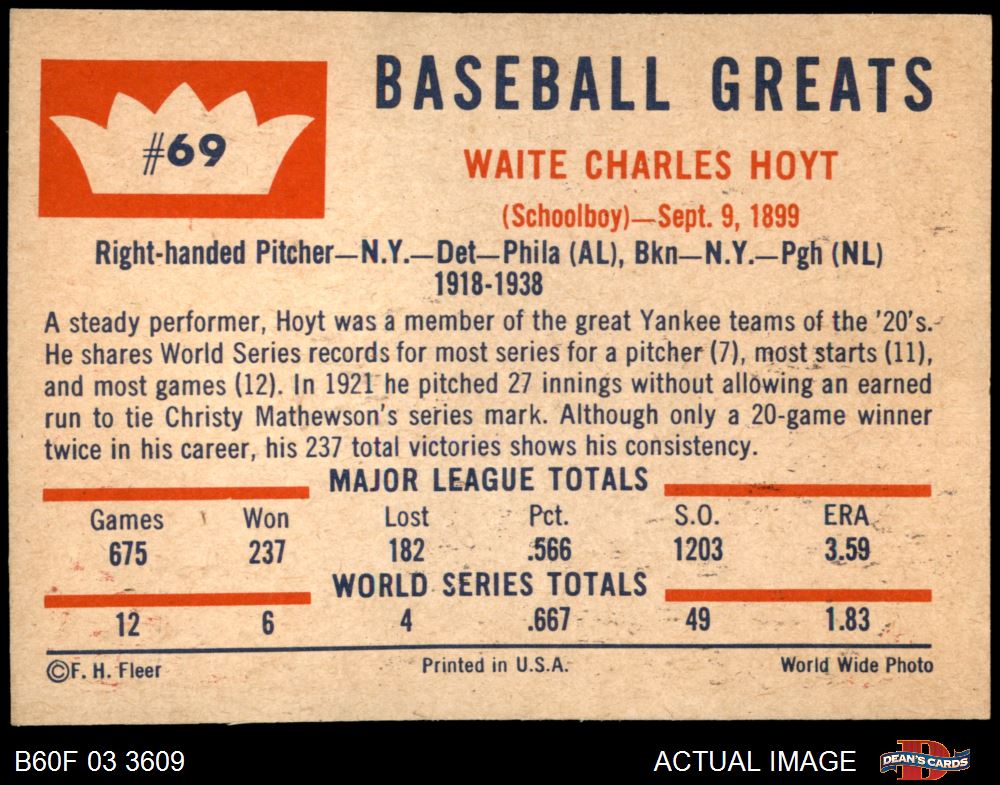 #69
BASEBALL GREATS
WAITE CHARLES HOYT
(Schoolboy)—Sept. 9, 1899
Right-handed Pitcher—N.Y.—Det—Phila (AL), Bkn—N.Y.—Pgh (NL)
1918-1938
A steady performer, Hoyt was a member of the great Yankee teams of the '20's.
He shares World Series records for most series for a pitcher (7), most starts (11),
and most games (12). In 1921 he pitched 27 innings without allowing an earned
run to tie Christy Mathewson's series mark. Although only a 20-game winner
twice in his career, his 237 total victories shows his consistency.
MAJOR LEAGUE TOTALS
Games Won Lost Pct. S.O. ERA
675 237 182 .566 1203 3.59
WORLD SERIES TOTALS
12 6 4 .667 49 1.83
©F. H. Fleer Printed in U.S.A. World Wide Photo
B60F 03 3609 ACTUAL IMAGE D DEAN'S CARDS